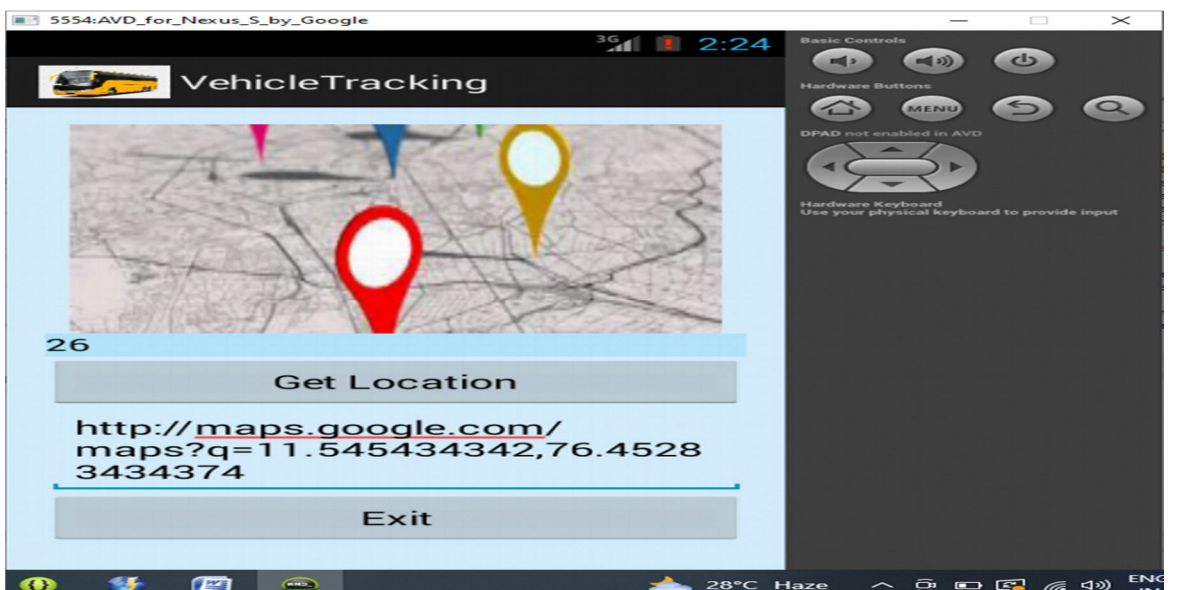 5554:AVD_for_Nexus_S_by_Google
3G 2:24
VehicleTracking
26
Get Location
http://maps.google.com/
maps?q=11.545434342,76.4528
3434374
Exit
Basic Controls
Hardware Buttons
MENU
DPAD not enabled in AVD
Hardware Keyboard
Use your physical keyboard to provide input
28°C Haze
ENG